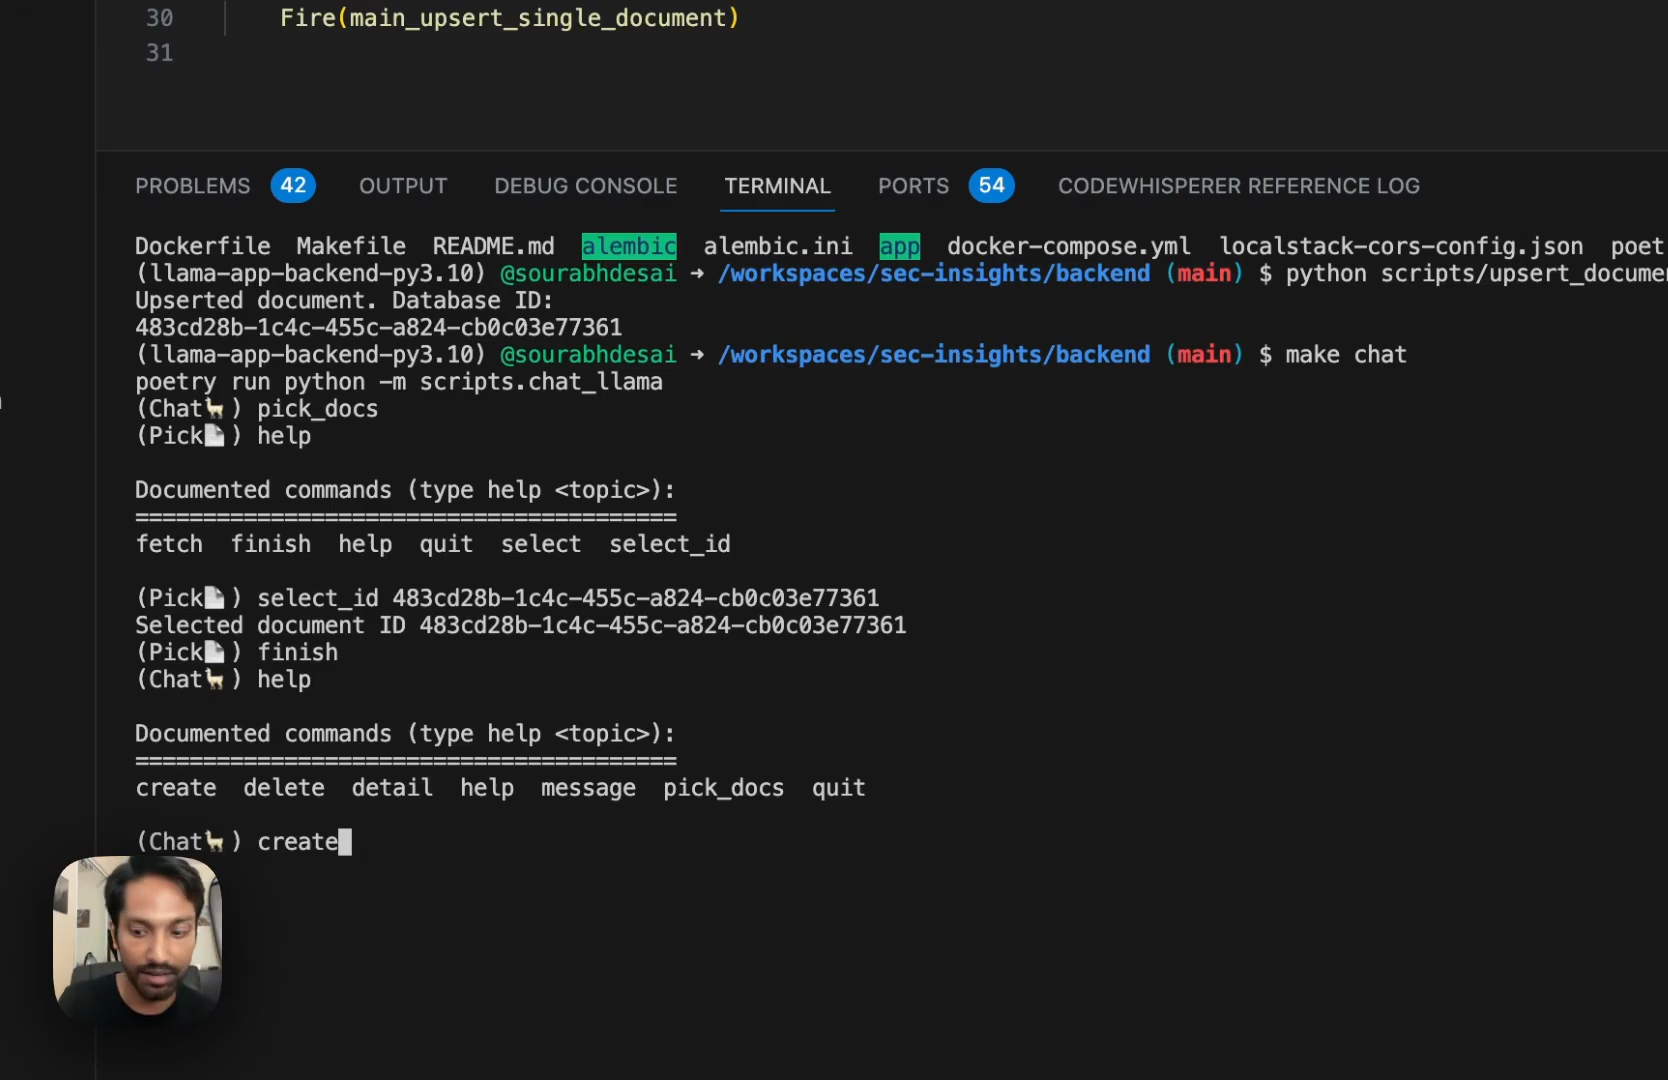 30 Fire(main_upsert_single_document)
31
PROBLEMS 42 OUTPUT DEBUG CONSOLE TERMINAL PORTS 54 CODEWHISPERER REFERENCE LOG
Dockerfile Makefile README.md alembic alembic.ini app docker-compose.yml localstack-cors-config.json poet
(llama-app-backend-py3.10) @sourabhdesai ➜ /workspaces/sec-insights/backend (main) $ python scripts/upsert_docume
Upserted document. Database ID:
483cd28b-1c4c-455c-a824-cb0c03e77361
(llama-app-backend-py3.10) @sourabhdesai ➜ /workspaces/sec-insights/backend (main) $ make chat
poetry run python -m scripts.chat_llama
(Chat🦙) pick_docs
(Pick📄) help
Documented commands (type help <topic>):
========================================
fetch finish help quit select select_id
(Pick📄) select_id 483cd28b-1c4c-455c-a824-cb0c03e77361
Selected document ID 483cd28b-1c4c-455c-a824-cb0c03e77361
(Pick📄) finish
(Chat🦙) help
Documented commands (type help <topic>):
========================================
create delete detail help message pick_docs quit
(Chat🦙) create